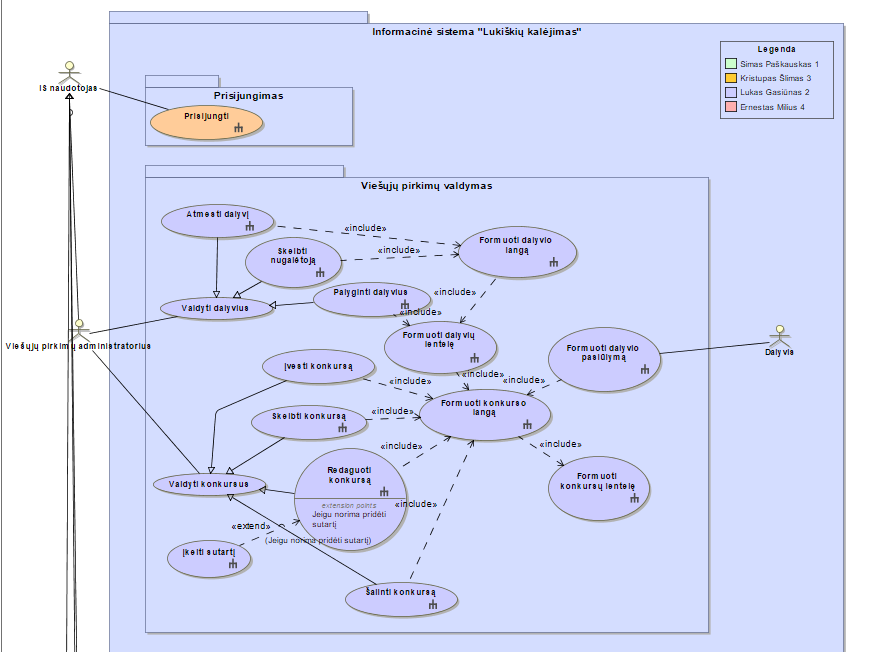 Informacinė sistema "Lukiškių kalėjimas"
Legenda
Simas Paškauskas 1
Kristupas Šlimas 3
Lukas Gasiūnas 2
Ernestas Milius 4
IS naudotojas
Prisijungimas
Prisijungti
Viešųjų pirkimų valdymas
Atmesti dalyvį
«include»
Formuoti dalyvio
langą
Skelbti
nugalėtoją
«include»
Palyginti dalyvius
«include»
Valdyti dalyvius
«include»
Formuoti dalyvių
lentelę
Formuoti dalyvio
pasiūlymą
Viešųjų pirkimų administratorius
Dalyvis
Įvesti konkursą
«include»
«include»
«include»
Formuoti konkurso
langą
Skelbti konkursą
«include»
«include»
«include»
Redaguoti
konkursą
Formuoti
konkursų lentelę
Valdyti konkursus
extension points
Jeigu norima pridėti
sutartį
«include»
«extend»
(Jeigu norima pridėti sutartį)
Įkelti sutartį
Šalinti konkursą